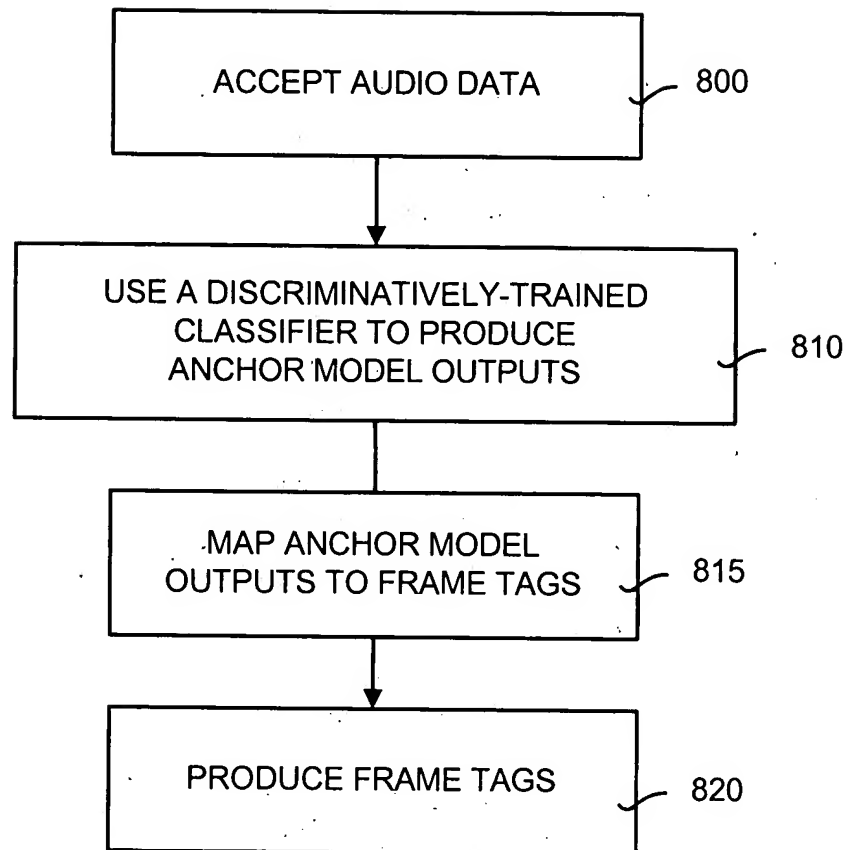 ACCEPT AUDIO DATA
800
USE A DISCRIMINATIVELY-TRAINED
CLASSIFIER TO PRODUCE
ANCHOR MODEL OUTPUTS
810
MAP ANCHOR MODEL
OUTPUTS TO FRAME TAGS
815
PRODUCE FRAME TAGS
820